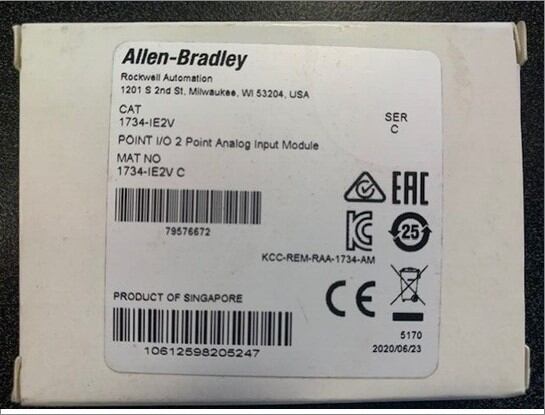 Allen-Bradley
Rockwell Automation
1201 S 2nd St, Milwaukee, WI 53204, USA
CAT
1734-IE2V
SER
C
POINT I/O 2 Point Analog Input Module
MAT NO
1734-IE2V C
79576672
EAC
25
KCC-REM-RAA-1734-AM
CE
PRODUCT OF SINGAPORE
10612598205247
5170
2020/06/23